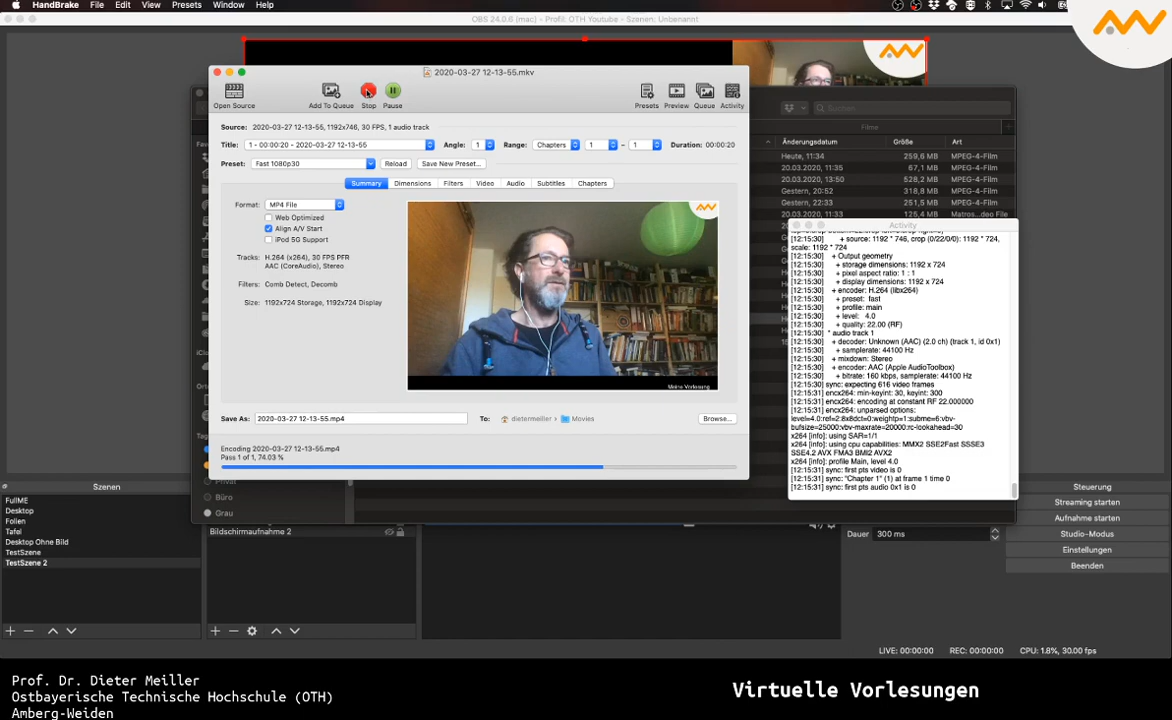 HandBrake File Edit View Presets Window Help
OBS 24.0.6 (mac) - Profil: OTH Youtube - Szenen: Unbenannt
2020-03-27 12-13-55.mkv
Open Source Add To Queue Stop Pause Presets Preview Queue Activity
Source: 2020-03-27 12-13-55, 1192x746, 30 FPS, 1 audio track
Title: 1 - 00:00:20 - 2020-03-27 12-13-55 Angle: 1 Range: Chapters 1 - 1 Duration: 00:00:20
Preset: Fast 1080p30 Reload Save New Preset...
Summary Dimensions Filters Video Audio Subtitles Chapters
Format: MP4 File
Web Optimized
Align A/V Start
iPod 5G Support
Tracks: H.264 (x264), 30 FPS PFR
AAC (CoreAudio), Stereo
Filters: Comb Detect, Decomb
Size: 1192x724 Storage, 1192x724 Display
Meine Vorlesung
Save As: 2020-03-27 12-13-55.mp4 To: dietermeiller Movies Browse...
Encoding 2020-03-27 12-13-55.mp4
Pass 1 of 1, 74.03 %
Suchen
Filme
Änderungsdatum Größe Art
Heute, 11:34 259,6 MB MPEG-4-Film
20.03.2020, 11:35 67,1 MB MPEG-4-Film
20.03.2020, 13:50 528,2 MB MPEG-4-Film
Gestern, 20:52 318,8 MB MPEG-4-Film
Gestern, 22:33 251,5 MB MPEG-4-Film
20.03.2020, 11:33 125,4 MB Matros...deo File
Activity
[12:15:30] + source: 1192 * 746, crop (0/22/0/0): 1192 * 724,
scale: 1192 * 724
[12:15:30] + Output geometry
[12:15:30] + storage dimensions: 1192 x 724
[12:15:30] + pixel aspect ratio: 1 : 1
[12:15:30] + display dimensions: 1192 x 724
[12:15:30] + encoder: H.264 (libx264)
[12:15:30] + preset: fast
[12:15:30] + profile: main
[12:15:30] + level: 4.0
[12:15:30] + quality: 22.00 (RF)
[12:15:30] * audio track 1
[12:15:30] + decoder: Unknown (AAC) (2.0 ch) (track 1, id 0x1)
[12:15:30] + samplerate: 44100 Hz
[12:15:30] + mixdown: Stereo
[12:15:30] + encoder: AAC (Apple AudioToolbox)
[12:15:30] + bitrate: 160 kbps, samplerate: 44100 Hz
[12:15:30] sync: expecting 616 video frames
[12:15:31] encx264: min-keyint: 30, keyint: 300
[12:15:31] encx264: encoding at constant RF 22.000000
[12:15:31] encx264: unparsed options:
level=4.0:ref=2:8x8dct=0:weightp=1:subme=6:vbv-
bufsize=25000:vbv-maxrate=20000:rc-lookahead=30
x264 [info]: using SAR=1/1
x264 [info]: using cpu capabilities: MMX2 SSE2Fast SSSE3
SSE4.2 AVX FMA3 BMI2 AVX2
x264 [info]: profile Main, level 4.0
[12:15:31] sync: first pts video is 0
[12:15:31] sync: "Chapter 1" (1) at frame 1 time 0
[12:15:31] sync: first pts audio 0x1 is 0
Privat
Büro
Grau
Szenen
FullME
Desktop
Folien
Tafel
Desktop Ohne Bild
TestSzene
TestSzene 2
Bildschirmaufnahme 2
Dauer 300 ms
Steuerung
Streaming starten
Aufnahme starten
Studio-Modus
Einstellungen
Beenden
LIVE: 00:00:00 REC: 00:00:00 CPU: 1.8%, 30.00 fps
Prof. Dr. Dieter Meiller
Ostbayerische Technische Hochschule (OTH)
Amberg-Weiden
Virtuelle Vorlesungen